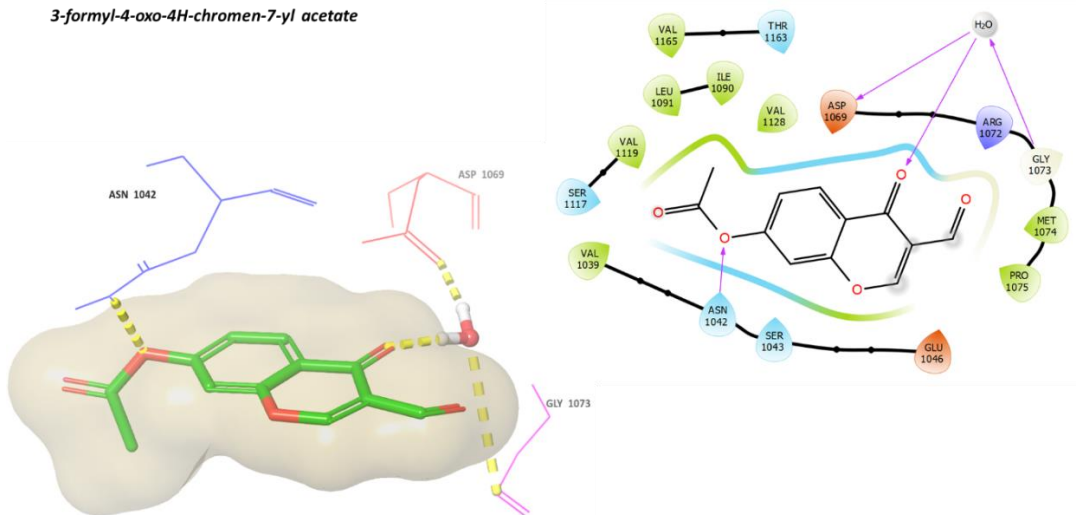 3-formyl-4-oxo-4H-chromen-7-yl acetate
ASN 1042
ASP 1069
GLY 1073
VAL
1165
THR
1163
H₂O
LEU
1091
ILE
1090
VAL
1128
ASP
1069
ARG
1072
VAL
1119
GLY
1073
SER
1117
O
O
O
O
O
MET
1074
VAL
1039
PRO
1075
ASN
1042
SER
1043
GLU
1046